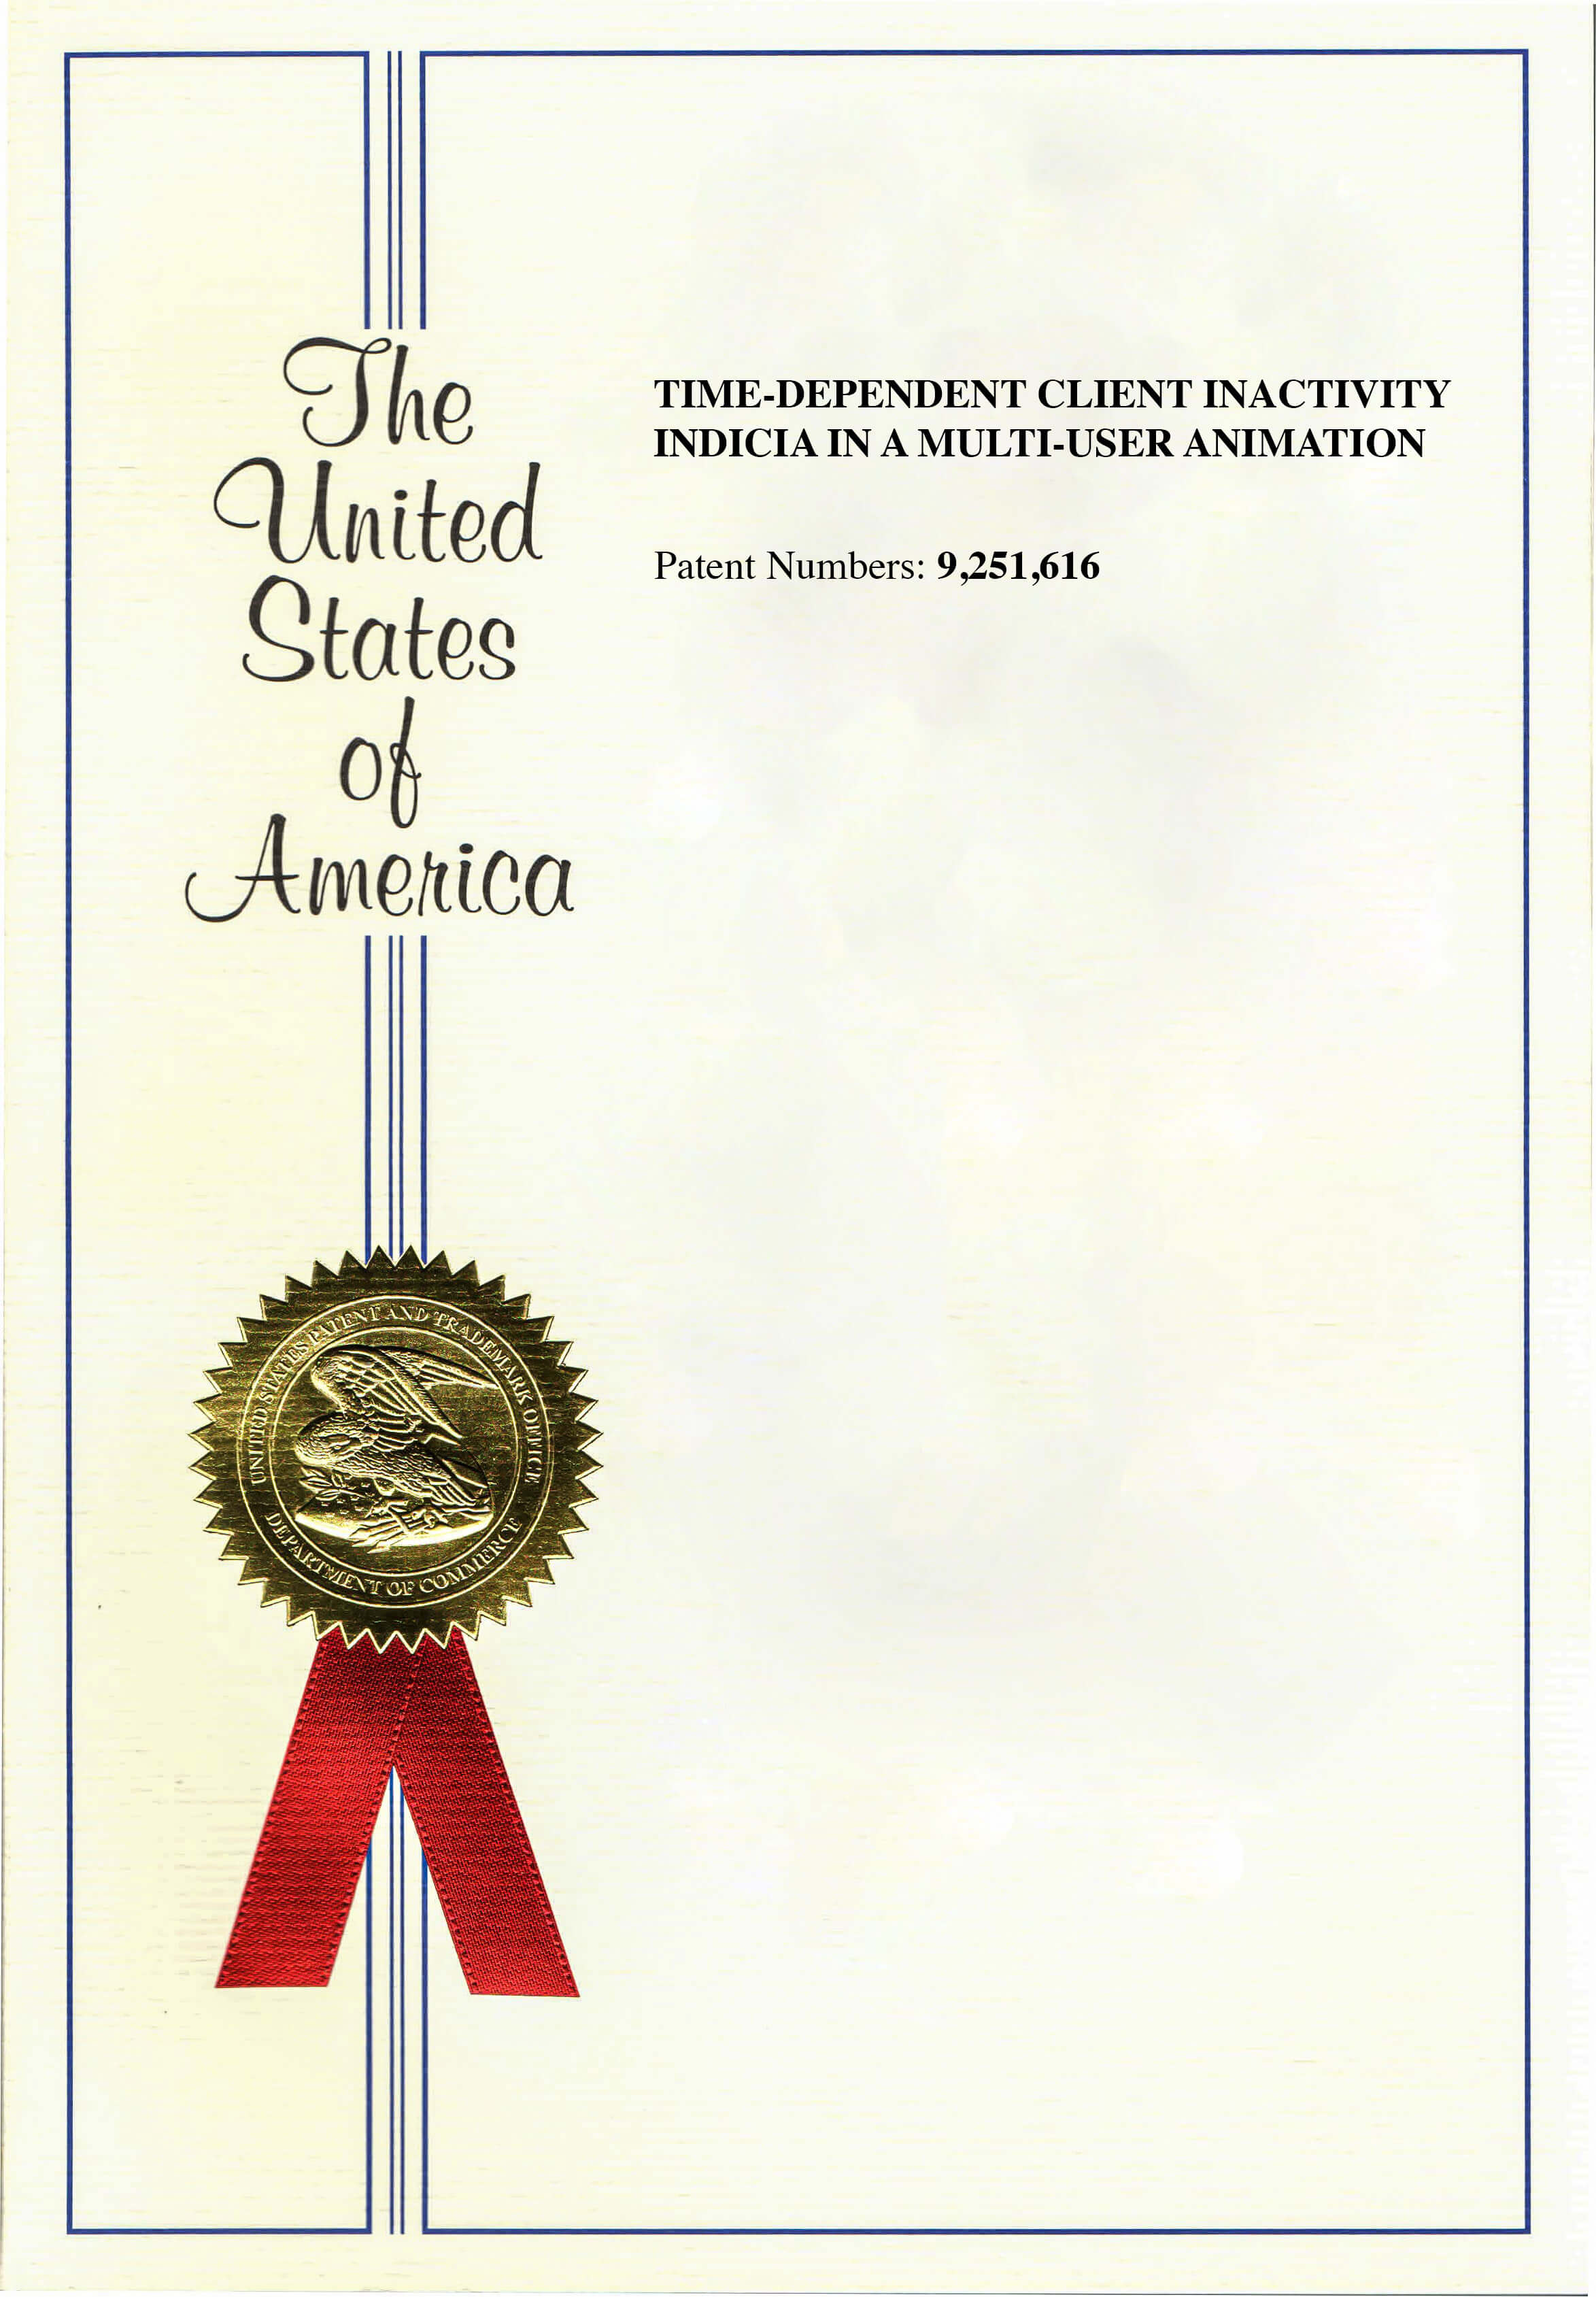 The
United
States
of
America
TIME-DEPENDENT CLIENT INACTIVITY
INDICIA IN A MULTI-USER ANIMATION
Patent Numbers: 9,251,616
UNITED STATES PATENT AND TRADEMARK OFFICE
DEPARTMENT OF COMMERCE